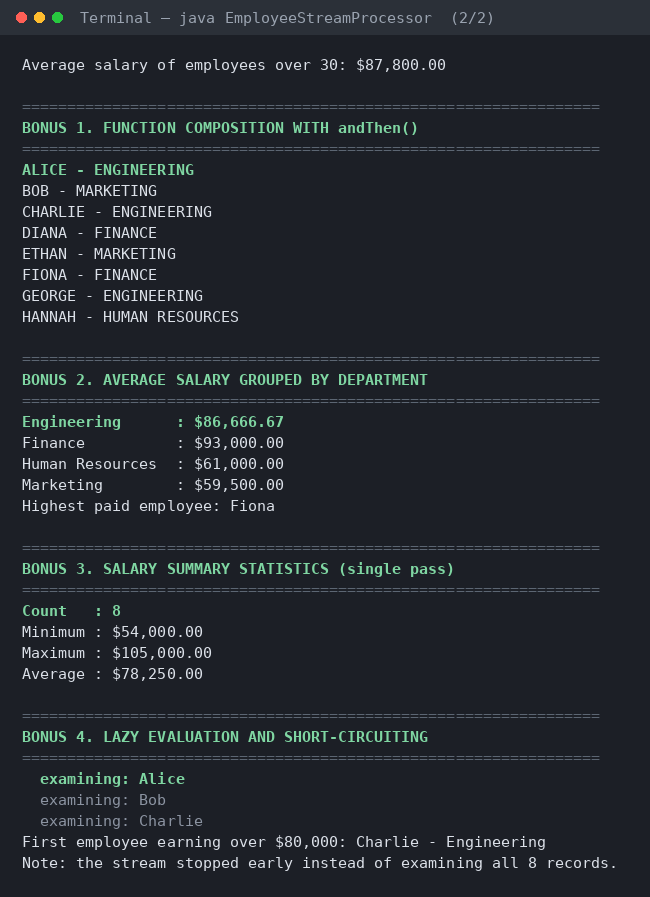 Terminal — java EmployeeStreamProcessor (2/2)
Average salary of employees over 30: $87,800.00
================================================================
BONUS 1. FUNCTION COMPOSITION WITH andThen()
================================================================
ALICE - ENGINEERING
BOB - MARKETING
CHARLIE - ENGINEERING
DIANA - FINANCE
ETHAN - MARKETING
FIONA - FINANCE
GEORGE - ENGINEERING
HANNAH - HUMAN RESOURCES
================================================================
BONUS 2. AVERAGE SALARY GROUPED BY DEPARTMENT
================================================================
Engineering      : $86,666.67
Finance          : $93,000.00
Human Resources  : $61,000.00
Marketing        : $59,500.00
Highest paid employee: Fiona
================================================================
BONUS 3. SALARY SUMMARY STATISTICS (single pass)
================================================================
Count   : 8
Minimum : $54,000.00
Maximum : $105,000.00
Average : $78,250.00
================================================================
BONUS 4. LAZY EVALUATION AND SHORT-CIRCUITING
================================================================
  examining: Alice
  examining: Bob
  examining: Charlie
First employee earning over $80,000: Charlie - Engineering
Note: the stream stopped early instead of examining all 8 records.